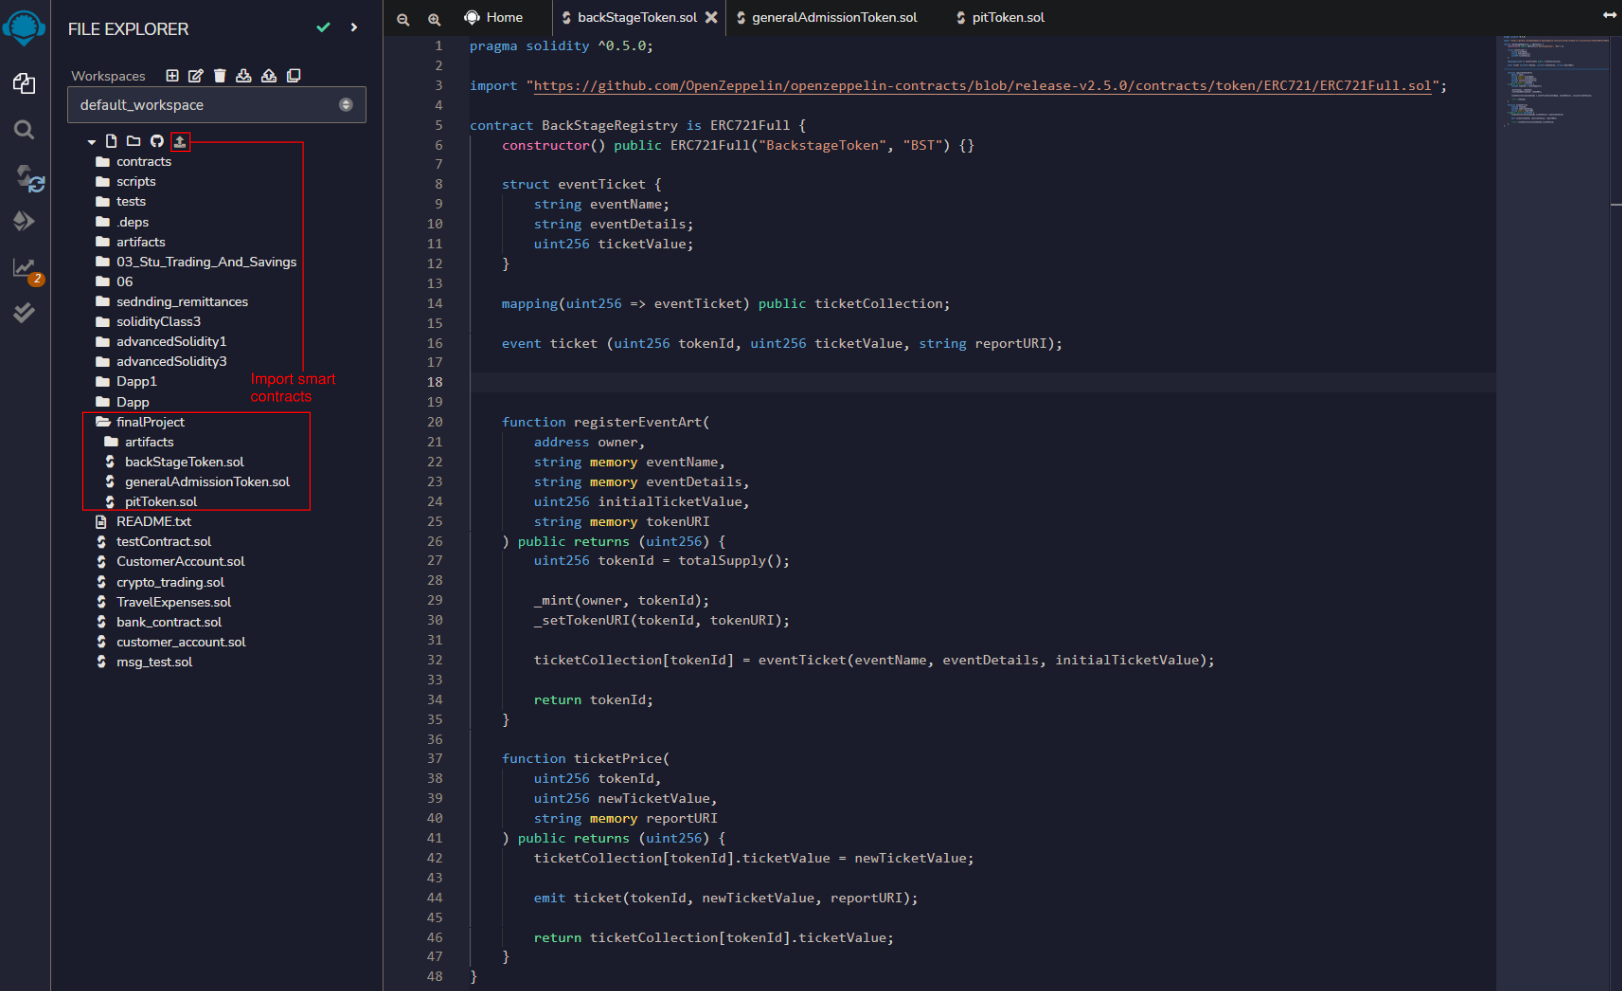 FILE EXPLORER
Workspaces
default_workspace
contracts
scripts
tests
.deps
artifacts
03_Stu_Trading_And_Savings
06
sednding_remittances
solidityClass3
advancedSolidity1
advancedSolidity3
Dapp1
Dapp
finalProject
artifacts
backStageToken.sol
generalAdmissionToken.sol
pitToken.sol
README.txt
testContract.sol
CustomerAccount.sol
crypto_trading.sol
TravelExpenses.sol
bank_contract.sol
customer_account.sol
msg_test.sol
2
Import smart
contracts
Home backStageToken.sol generalAdmissionToken.sol pitToken.sol
1 pragma solidity ^0.5.0;
2
3 import "https://github.com/OpenZeppelin/openzeppelin-contracts/blob/release-v2.5.0/contracts/token/ERC721/ERC721Full.sol";
4
5 contract BackStageRegistry is ERC721Full {
6 constructor() public ERC721Full("BackstageToken", "BST") {}
7
8 struct eventTicket {
9 string eventName;
10 string eventDetails;
11 uint256 ticketValue;
12 }
13
14 mapping(uint256 => eventTicket) public ticketCollection;
15
16 event ticket (uint256 tokenId, uint256 ticketValue, string reportURI);
17
18
19
20 function registerEventArt(
21 address owner,
22 string memory eventName,
23 string memory eventDetails,
24 uint256 initialTicketValue,
25 string memory tokenURI
26 ) public returns (uint256) {
27 uint256 tokenId = totalSupply();
28
29 _mint(owner, tokenId);
30 _setTokenURI(tokenId, tokenURI);
31
32 ticketCollection[tokenId] = eventTicket(eventName, eventDetails, initialTicketValue);
33
34 return tokenId;
35 }
36
37 function ticketPrice(
38 uint256 tokenId,
39 uint256 newTicketValue,
40 string memory reportURI
41 ) public returns (uint256) {
42 ticketCollection[tokenId].ticketValue = newTicketValue;
43
44 emit ticket(tokenId, newTicketValue, reportURI);
45
46 return ticketCollection[tokenId].ticketValue;
47 }
48 }